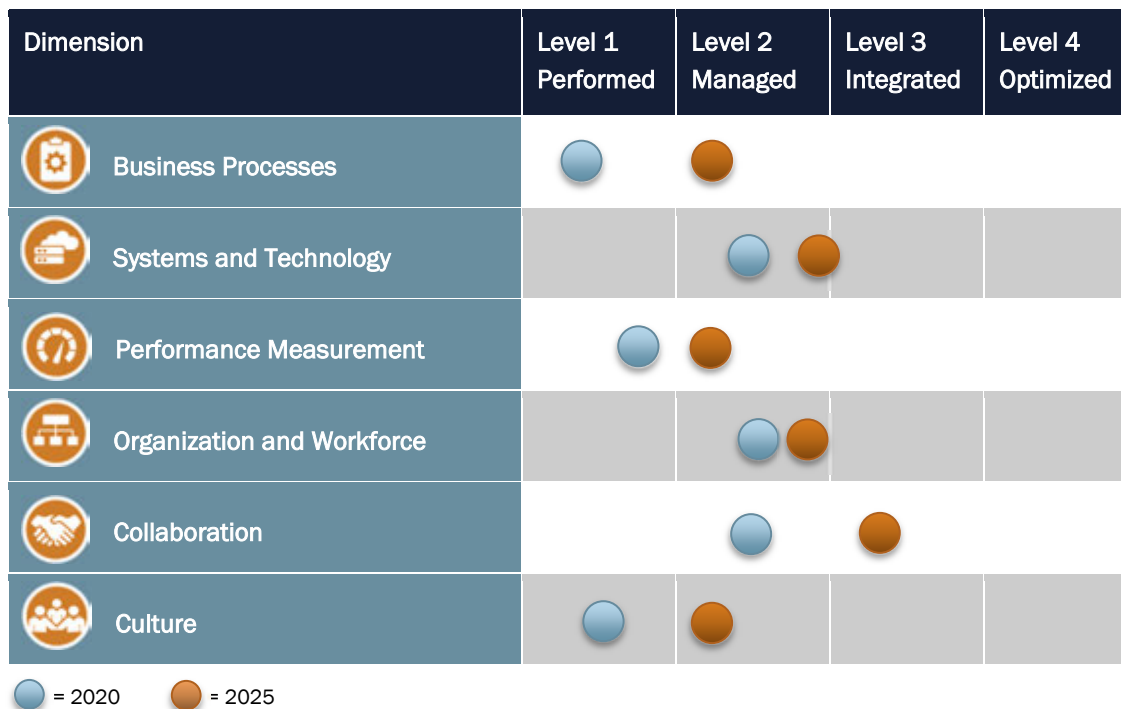 Dimension
Level 1
Performed
Level 2
Managed
Level 3
Integrated
Level 4
Optimized
Business Processes
Systems and Technology
Performance Measurement
Organization and Workforce
Collaboration
Culture
= 2020
= 2025